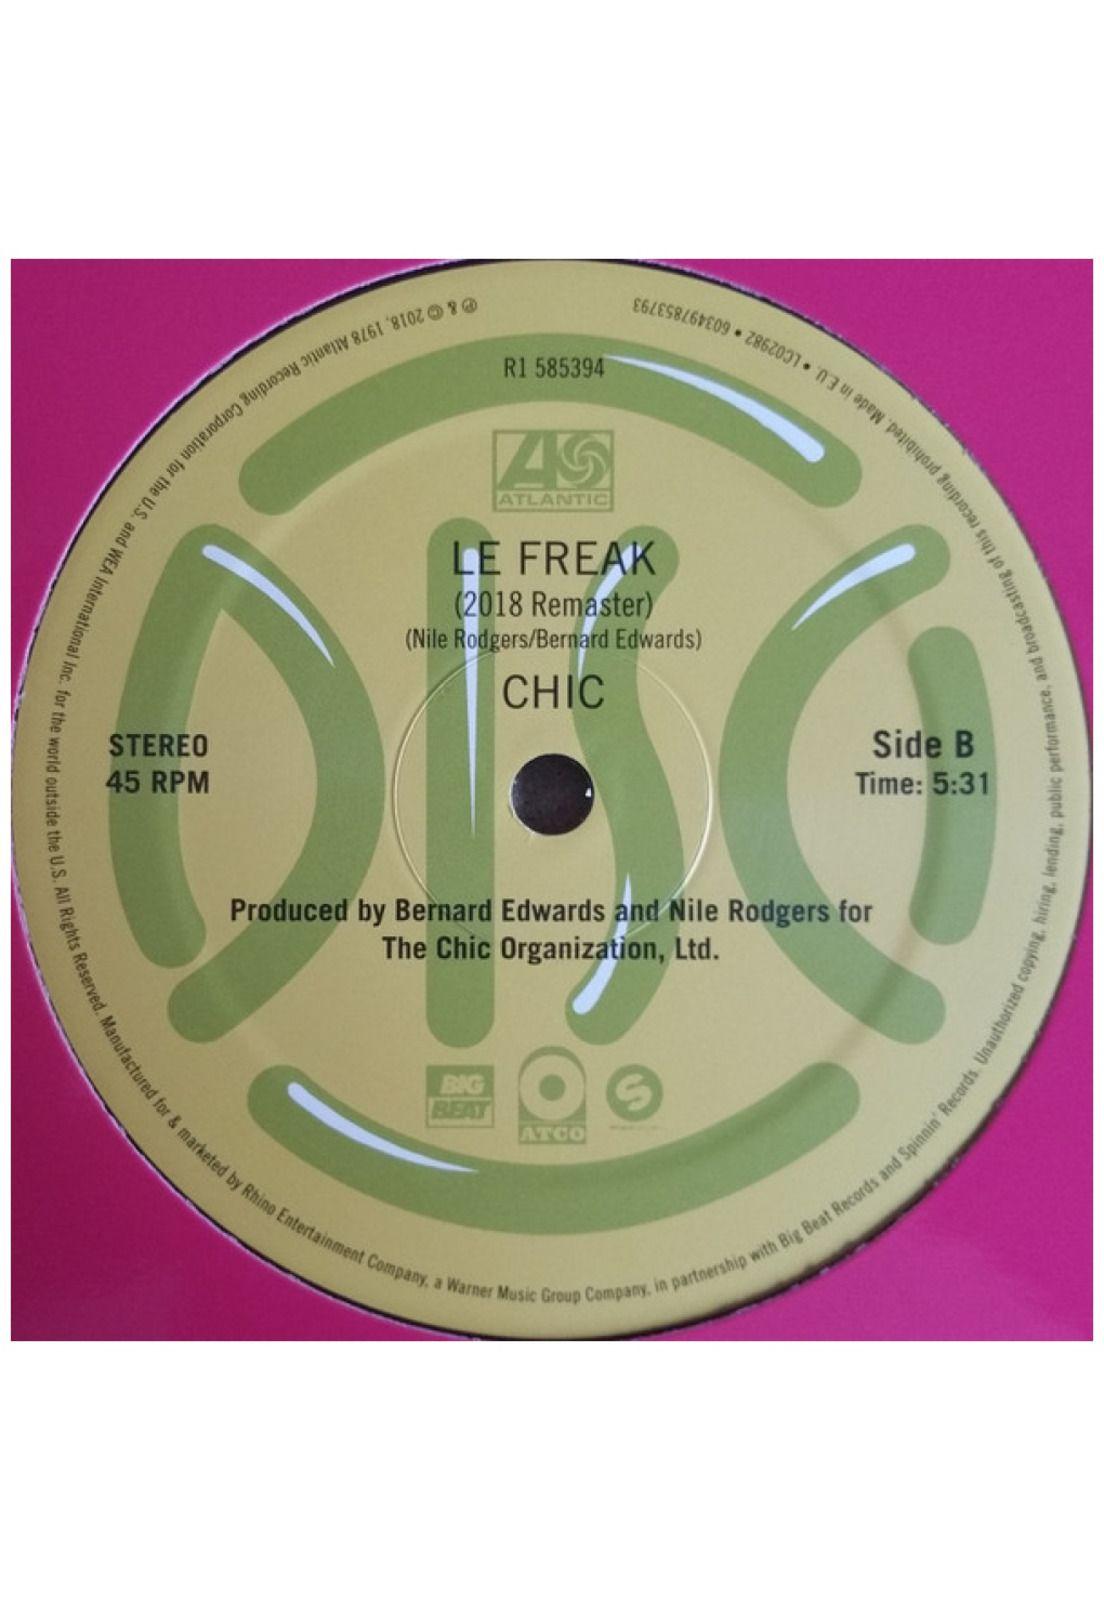 R1 585394
ATLANTIC
LE FREAK
(2018 Remaster)
(Nile Rodgers/Bernard Edwards)
CHIC
STEREO
45 RPM
Side B
Time: 5:31
DISCO
Produced by Bernard Edwards and Nile Rodgers for
The Chic Organization, Ltd.
BIG
BEAT
ATCO
S
℗ & © 2018, 1978 Atlantic Recording Corporation for the U.S. and WEA International Inc. for the world outside the U.S. All Rights Reserved. Manufactured for & marketed by Rhino Entertainment Company, a Warner Music Group Company, in partnership with Big Beat Records and Spinnin' Records. Unauthorized copying, hiring, lending, public performance, and broadcasting of this recording prohibited. Made in E.U. • LC02982 • 603497853793